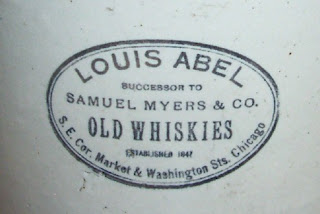 LOUIS ABEL
SUCCESSOR TO
SAMUEL MYERS & CO.
OLD WHISKIES
ESTABLISHED 1847
S. E. Cor. Market & Washington Sts. Chicago